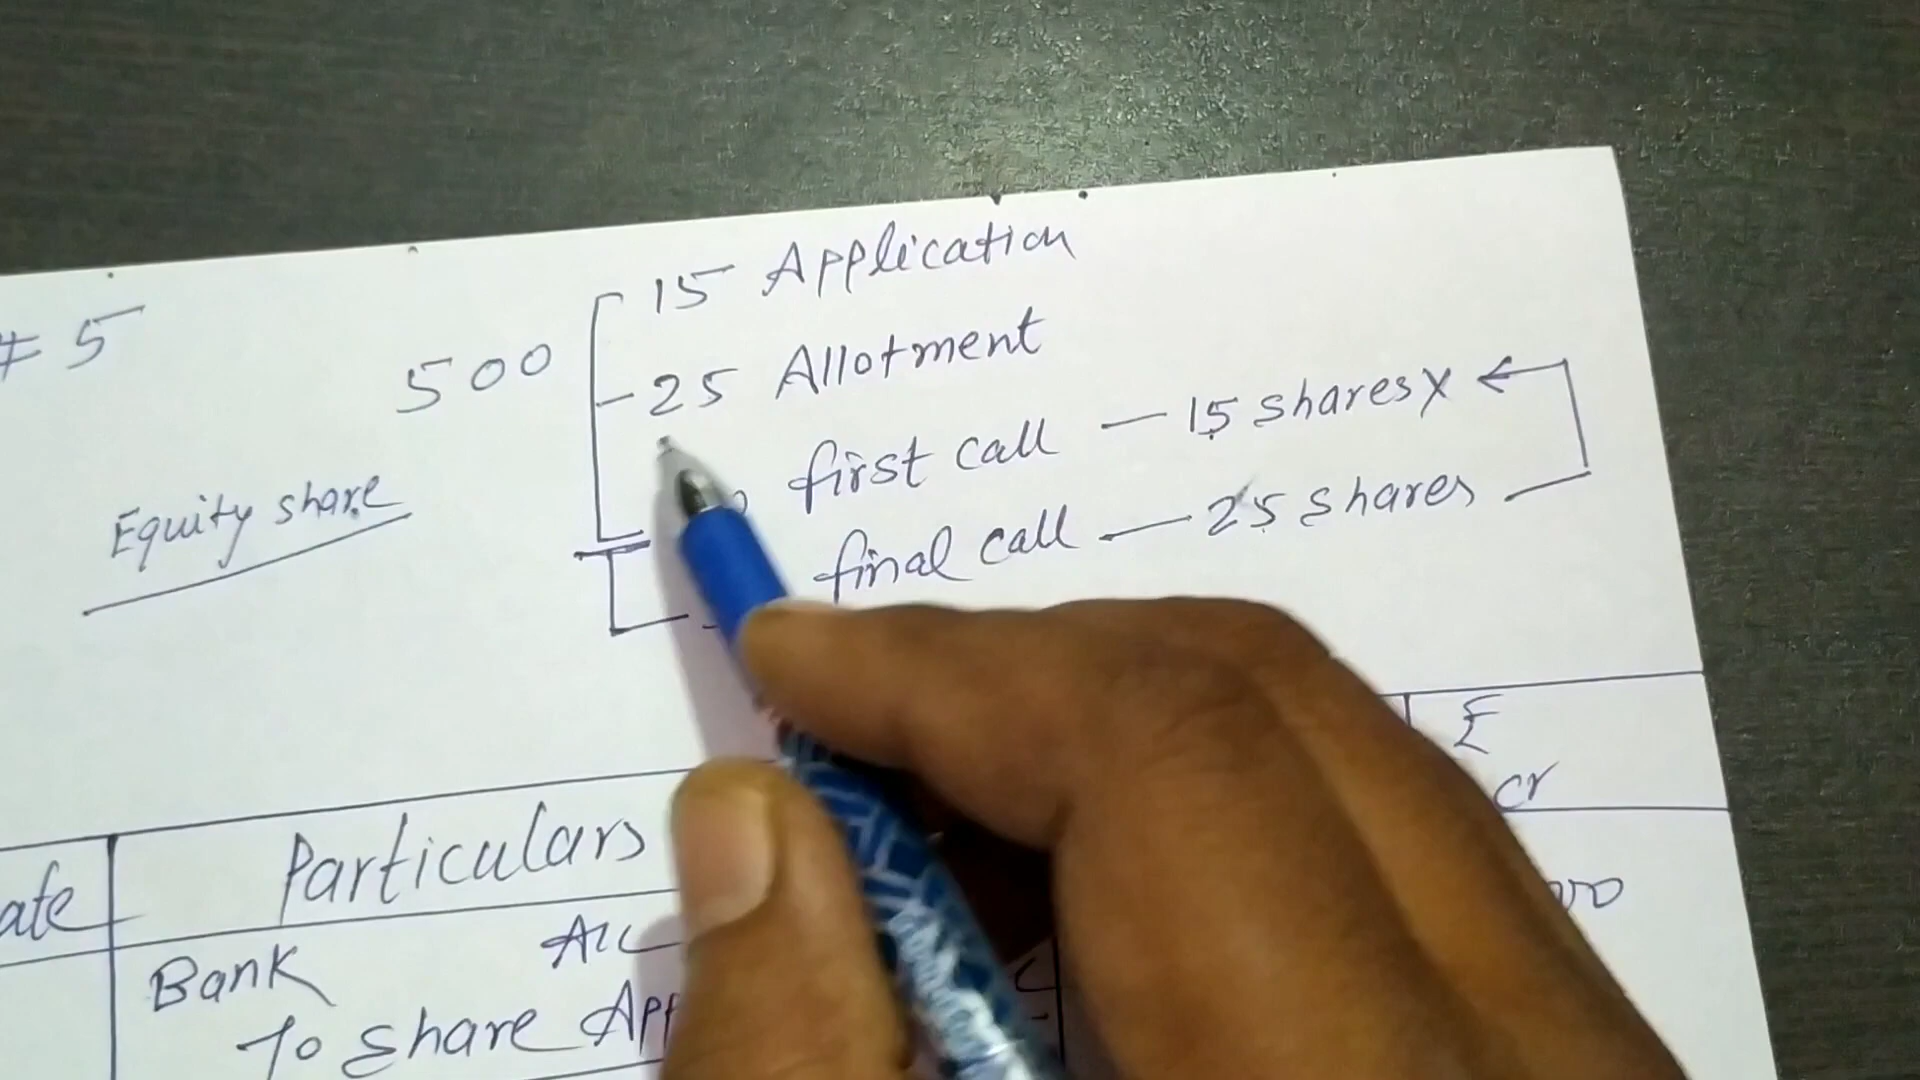 # 5
15 Application
500
25 Allotment
first call — 15 shares X
Equity share
final call — 25 shares
£
cr
Particulars
Bank A/c
To share App